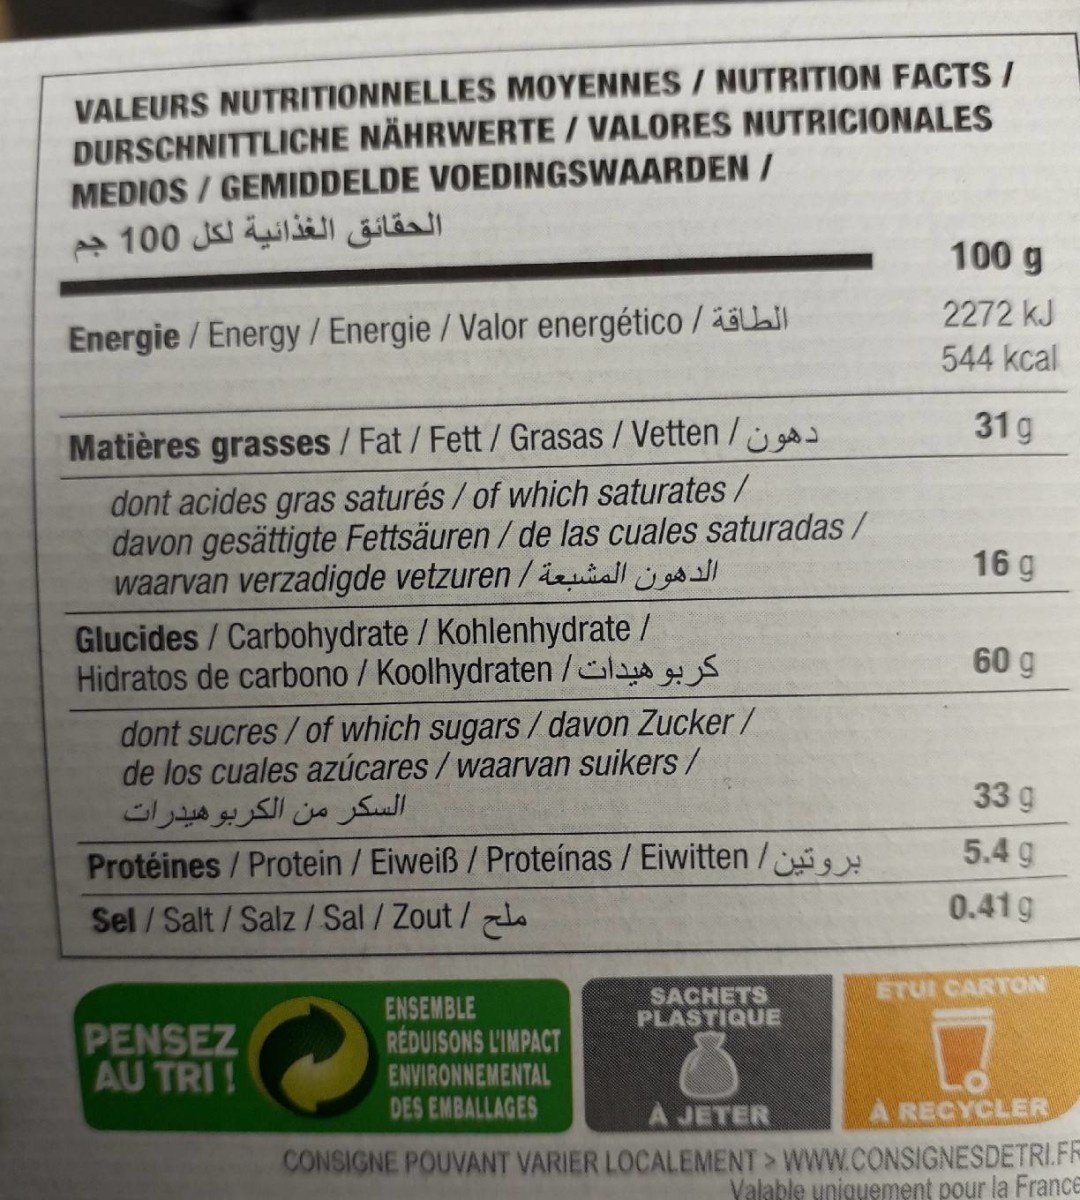 VALEURS NUTRITIONNELLES MOYENNES / NUTRITION FACTS /
DURSCHNITTLICHE NÄHRWERTE / VALORES NUTRICIONALES
MEDIOS / GEMIDDELDE VOEDINGSWAARDEN /
الحقائق الغذائية لكل 100 جم
100 g
Energie / Energy / Energie / Valor energético / الطاقة
2272 kJ
544 kcal
Matières grasses / Fat / Fett / Grasas / Vetten / دهون
31 g
dont acides gras saturés / of which saturates /
davon gesättigte Fettsäuren / de las cuales saturadas /
waarvan verzadigde vetzuren / الدهون المشبعة
16 g
Glucides / Carbohydrate / Kohlenhydrate /
Hidratos de carbono / Koolhydraten / كربو هيدات
60 g
dont sucres / of which sugars / davon Zucker /
de los cuales azúcares / waarvan suikers /
السكر من الكربو هيدرات
33 g
Protéines / Protein / Eiweiß / Proteínas / Eiwitten / بروتين
5.4 g
Sel / Salt / Salz / Sal / Zout / ملح
0.41 g
PENSEZ
AU TRI !
ENSEMBLE
RÉDUISONS L'IMPACT
ENVIRONNEMENTAL
DES EMBALLAGES
SACHETS
PLASTIQUE
À JETER
ÉTUI CARTON
À RECYCLER
CONSIGNE POUVANT VARIER LOCALEMENT > WWW.CONSIGNESDETRI.FR
Valable uniquement pour la France